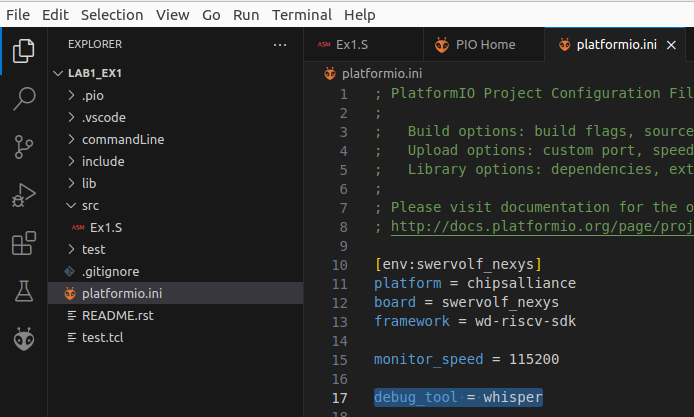 File Edit Selection View Go Run Terminal Help
EXPLORER ···
LAB1_EX1
.pio
.vscode
commandLine
include
lib
src
ASM Ex1.S
test
.gitignore
platformio.ini
README.rst
test.tcl
ASM Ex1.S PIO Home platformio.ini
platformio.ini
1 ; PlatformIO Project Configuration Fil
2 ;
3 ;   Build options: build flags, source
4 ;   Upload options: custom port, speed
5 ;   Library options: dependencies, ext
6 ;
7 ; Please visit documentation for the o
8 ; http://docs.platformio.org/page/proj
9
10 [env:swervolf_nexys]
11 platform = chipsalliance
12 board = swervolf_nexys
13 framework = wd-riscv-sdk
14
15 monitor_speed = 115200
16
17 debug_tool = whisper
18